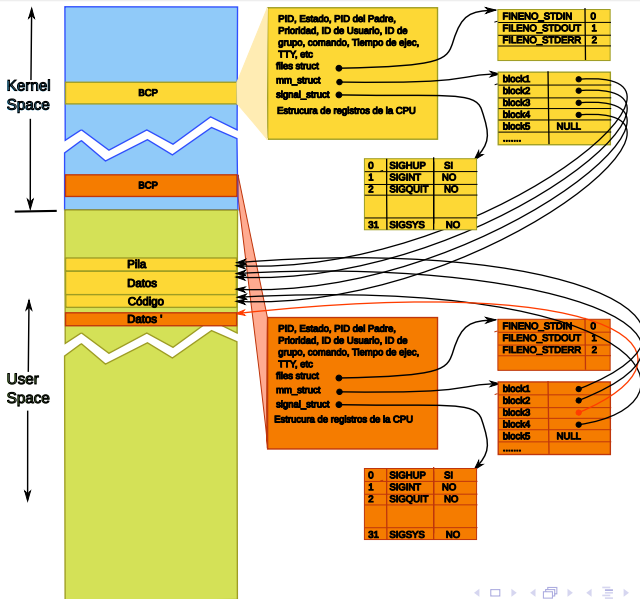 Kernel
Space
BCP
BCP
PID, Estado, PID del Padre,
Prioridad, ID de Usuario, ID de
grupo, comando, Tiempo de ejec,
TTY, etc
files struct
mm_struct
signal_struct
Estrucura de registros de la CPU
FINENO_STDIN 0
FILENO_STDOUT 1
FILENO_STDERR 2
block1
block2
block3
block4
block5 NULL
.......
0 SIGHUP SI
1 SIGINT NO
2 SIGQUIT NO
31 SIGSYS NO
Pila
Datos
Código
Datos '
User
Space
PID, Estado, PID del Padre,
Prioridad, ID de Usuario, ID de
grupo, comando, Tiempo de ejec,
TTY, etc
files struct
mm_struct
signal_struct
Estrucura de registros de la CPU
FINENO_STDIN 0
FILENO_STDOUT 1
FILENO_STDERR 2
block1
block2
block3
block4
block5 NULL
.......
0 SIGHUP SI
1 SIGINT NO
2 SIGQUIT NO
31 SIGSYS NO